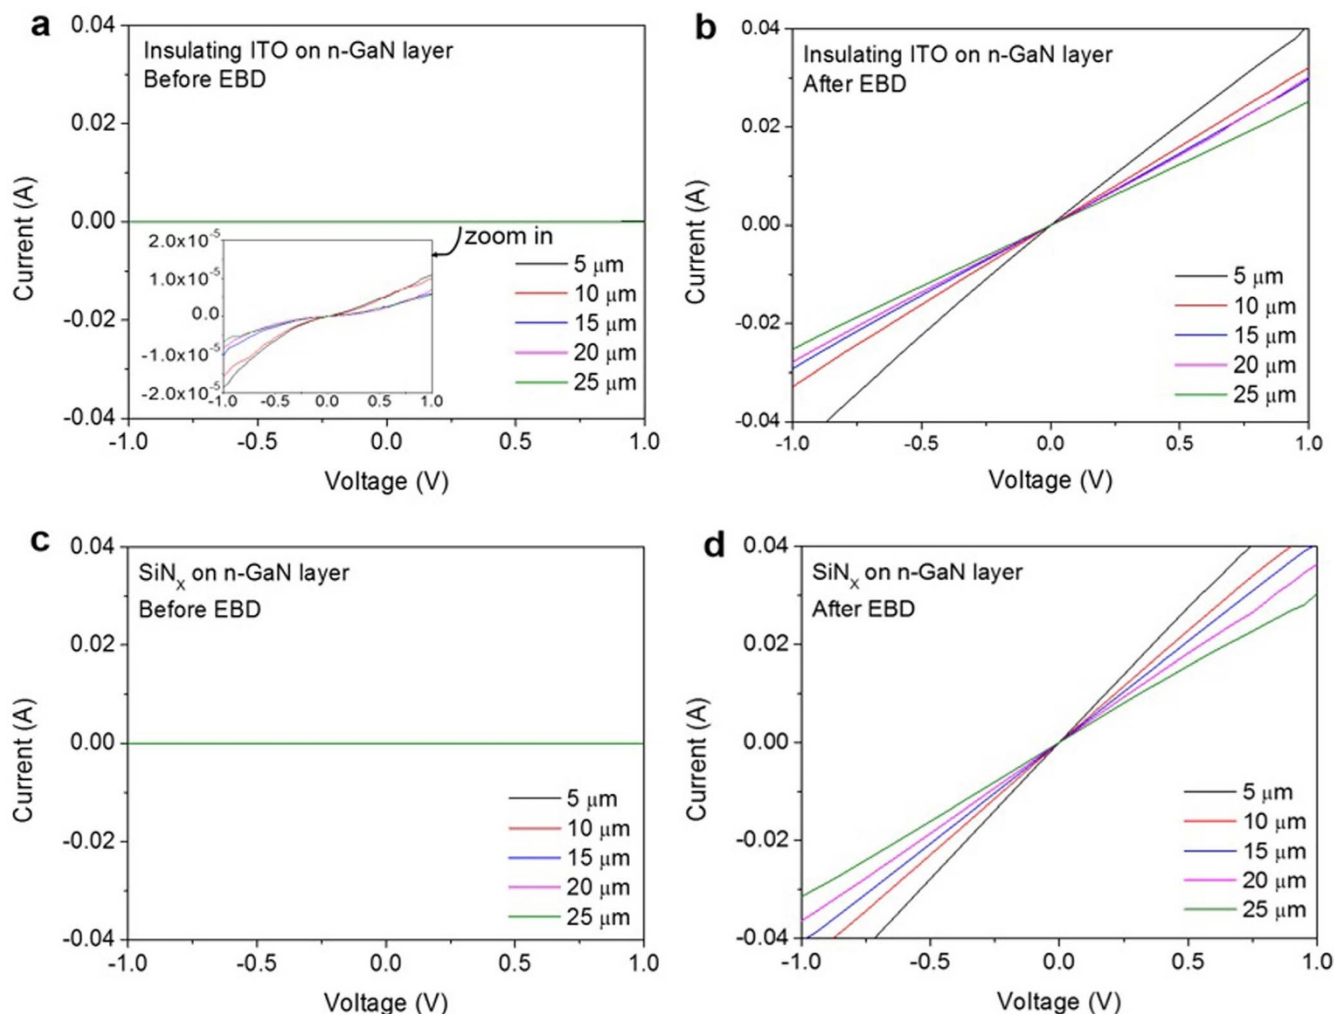 a
Insulating ITO on n-GaN layer
Before EBD
0.04
0.02
0.00
-0.02
-0.04
Current (A)
zoom in
2.0x10-5
1.0x10-5
0.0
-1.0x10-5
-2.0x10-5
-1.0 -0.5 0.0 0.5 1.0
5 μm
10 μm
15 μm
20 μm
25 μm
-1.0 -0.5 0.0 0.5 1.0
Voltage (V)
b
Insulating ITO on n-GaN layer
After EBD
0.04
0.02
0.00
-0.02
-0.04
Current (A)
5 μm
10 μm
15 μm
20 μm
25 μm
-1.0 -0.5 0.0 0.5 1.0
Voltage (V)
c
SiNX on n-GaN layer
Before EBD
0.04
0.02
0.00
-0.02
-0.04
Current (A)
5 μm
10 μm
15 μm
20 μm
25 μm
-1.0 -0.5 0.0 0.5 1.0
Voltage (V)
d
SiNX on n-GaN layer
After EBD
0.04
0.02
0.00
-0.02
-0.04
Current (A)
5 μm
10 μm
15 μm
20 μm
25 μm
-1.0 -0.5 0.0 0.5 1.0
Voltage (V)